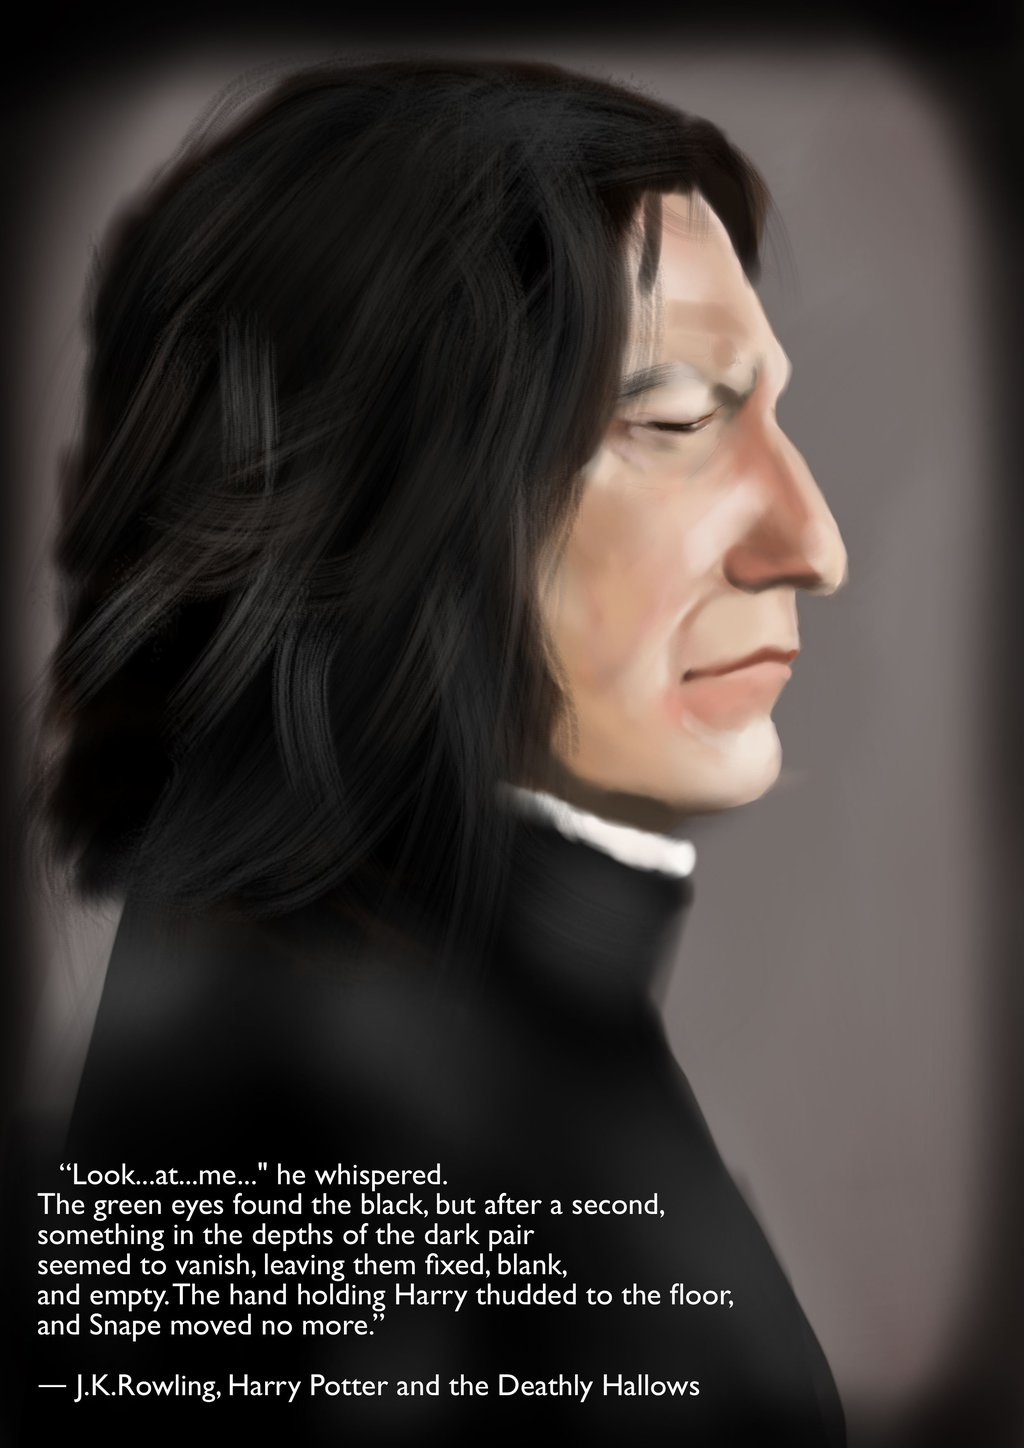 “Look...at...me..." he whispered.
The green eyes found the black, but after a second,
something in the depths of the dark pair
seemed to vanish, leaving them fixed, blank,
and empty. The hand holding Harry thudded to the floor,
and Snape moved no more.”
— J.K.Rowling, Harry Potter and the Deathly Hallows